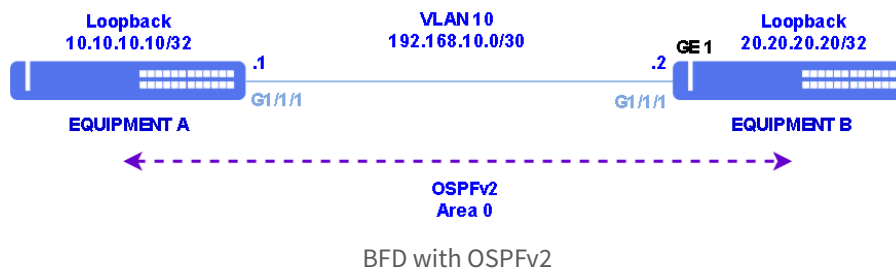 Loopback
10.10.10.10/32
VLAN 10
192.168.10.0/30
Loopback
20.20.20.20/32
GE 1
.1
.2
G1/1/1
G1/1/1
EQUIPMENT A
EQUIPMENT B
OSPFv2
Area 0
BFD with OSPFv2